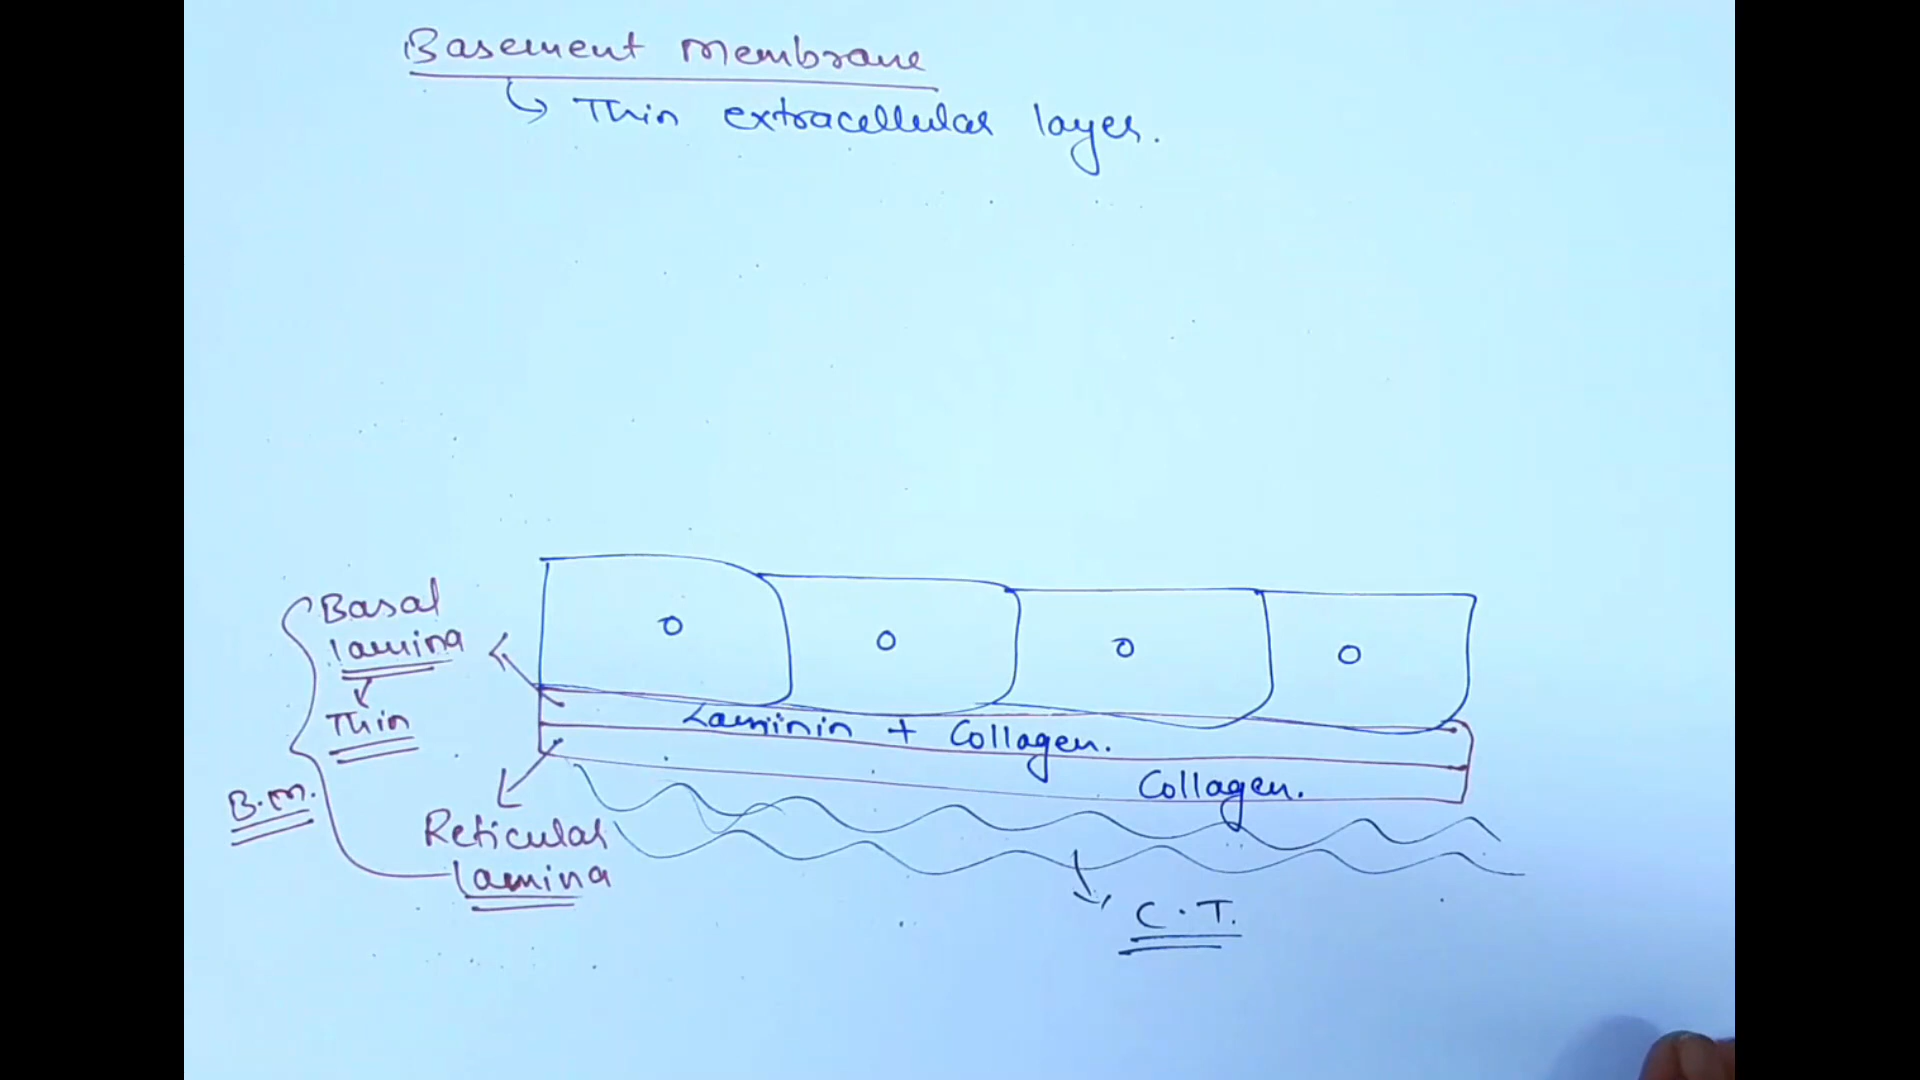 Basement Membrane
Thin extracellular layer.
Basal
lamina
Thin
B.M.
Reticular
lamina
Laminin + Collagen.
Collagen.
C.T.